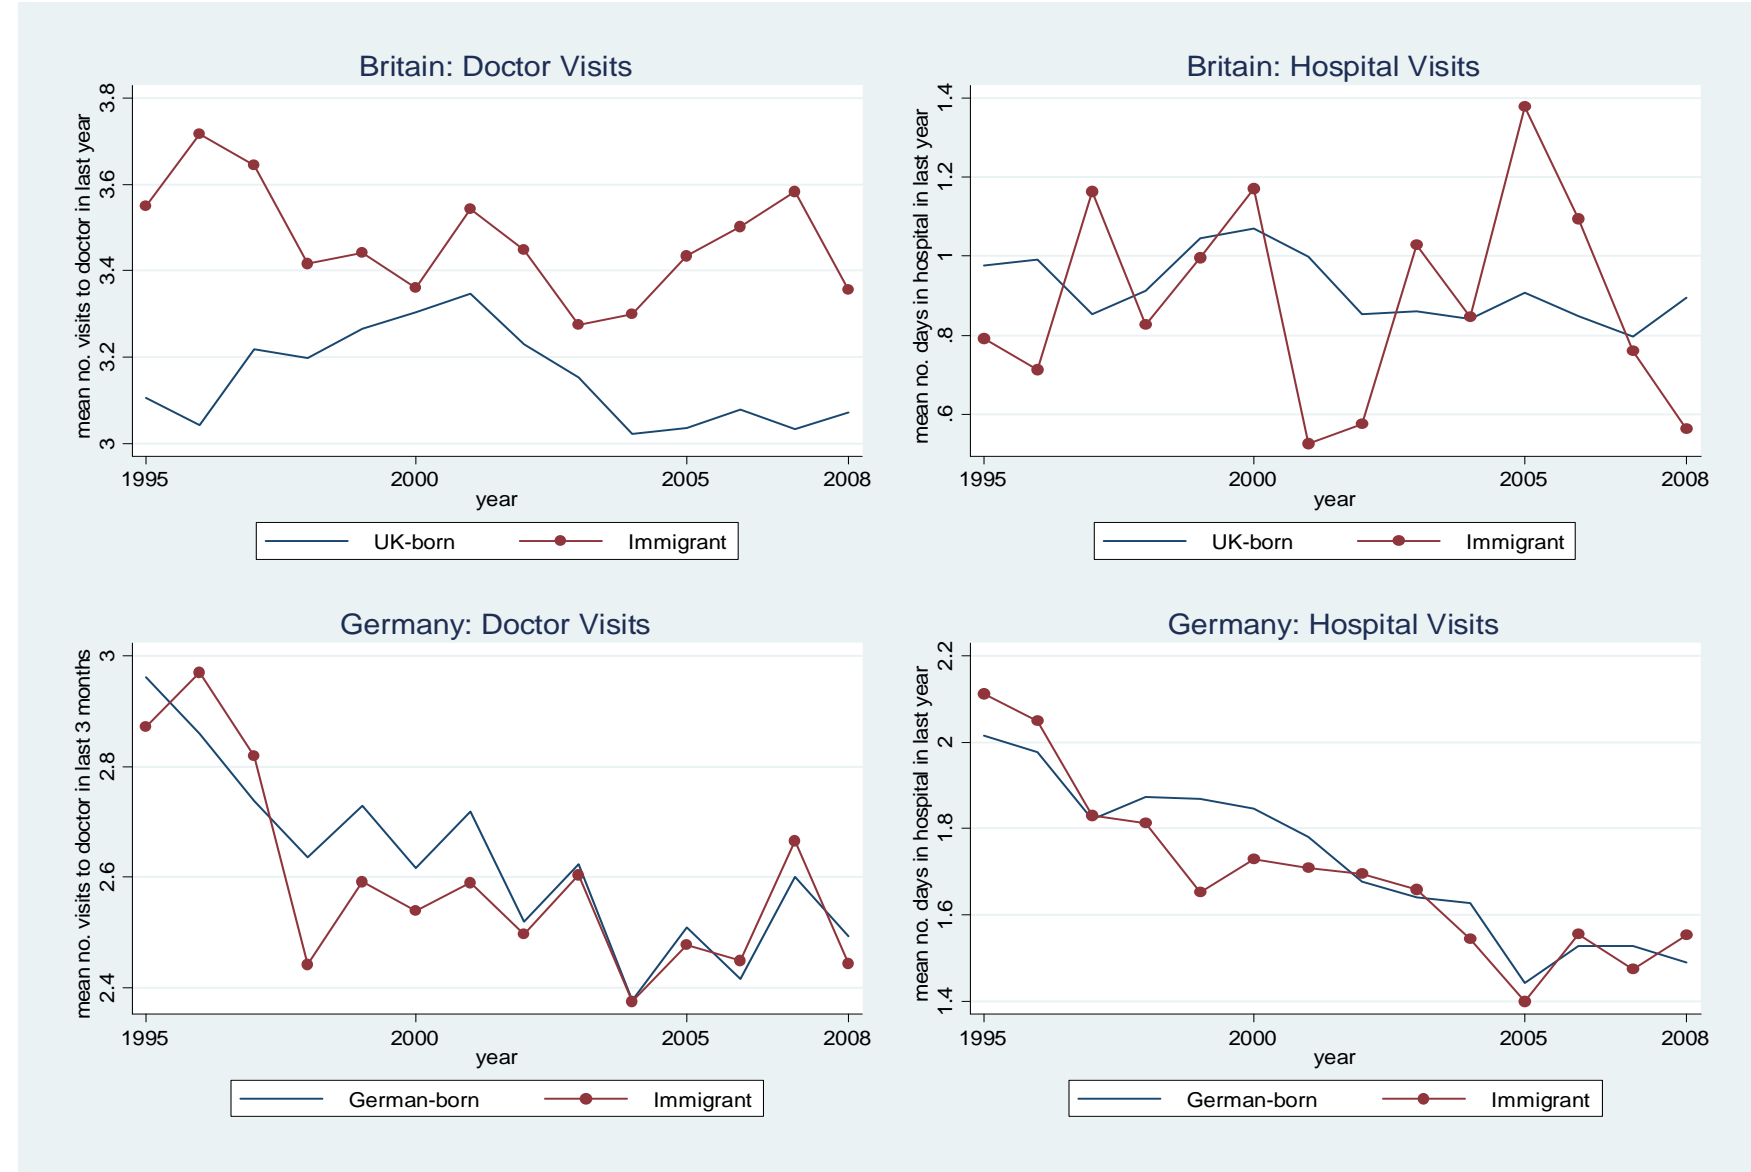 Britain: Doctor Visits
mean no. visits to doctor in last year
3.8
3.6
3.4
3.2
3
1995 2000 2005 2008
year
UK-born Immigrant
Britain: Hospital Visits
mean no. days in hospital in last year
1.4
1.2
1
.8
.6
1995 2000 2005 2008
year
UK-born Immigrant
Germany: Doctor Visits
mean no. visits to doctor in last 3 months
3
2.8
2.6
2.4
1995 2000 2005 2008
year
German-born Immigrant
Germany: Hospital Visits
mean no. days in hospital in last year
2.2
2
1.8
1.6
1.4
1995 2000 2005 2008
year
German-born Immigrant